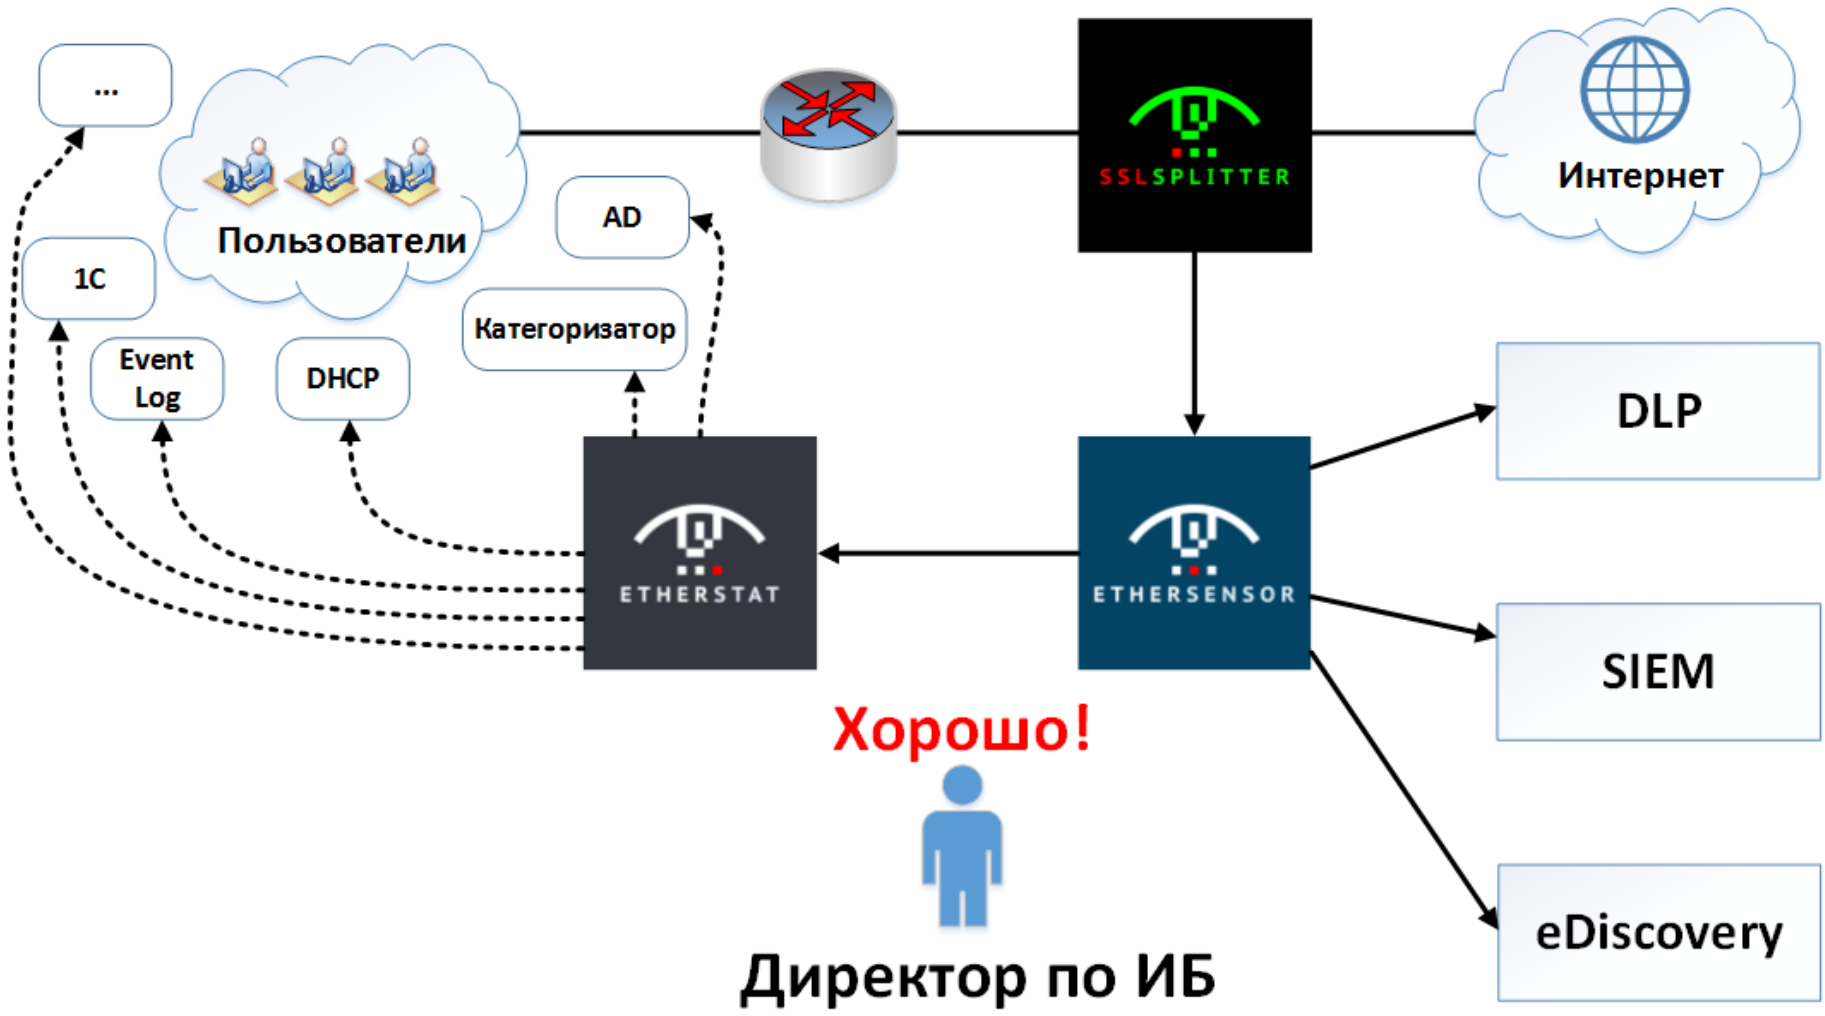 ...
Пользователи
SSLSPLITTER
Интернет
AD
1C
Категоризатор
Event
Log
DHCP
DLP
ETHERSTAT
ETHERSENSOR
SIEM
Хорошо!
eDiscovery
Директор по ИБ